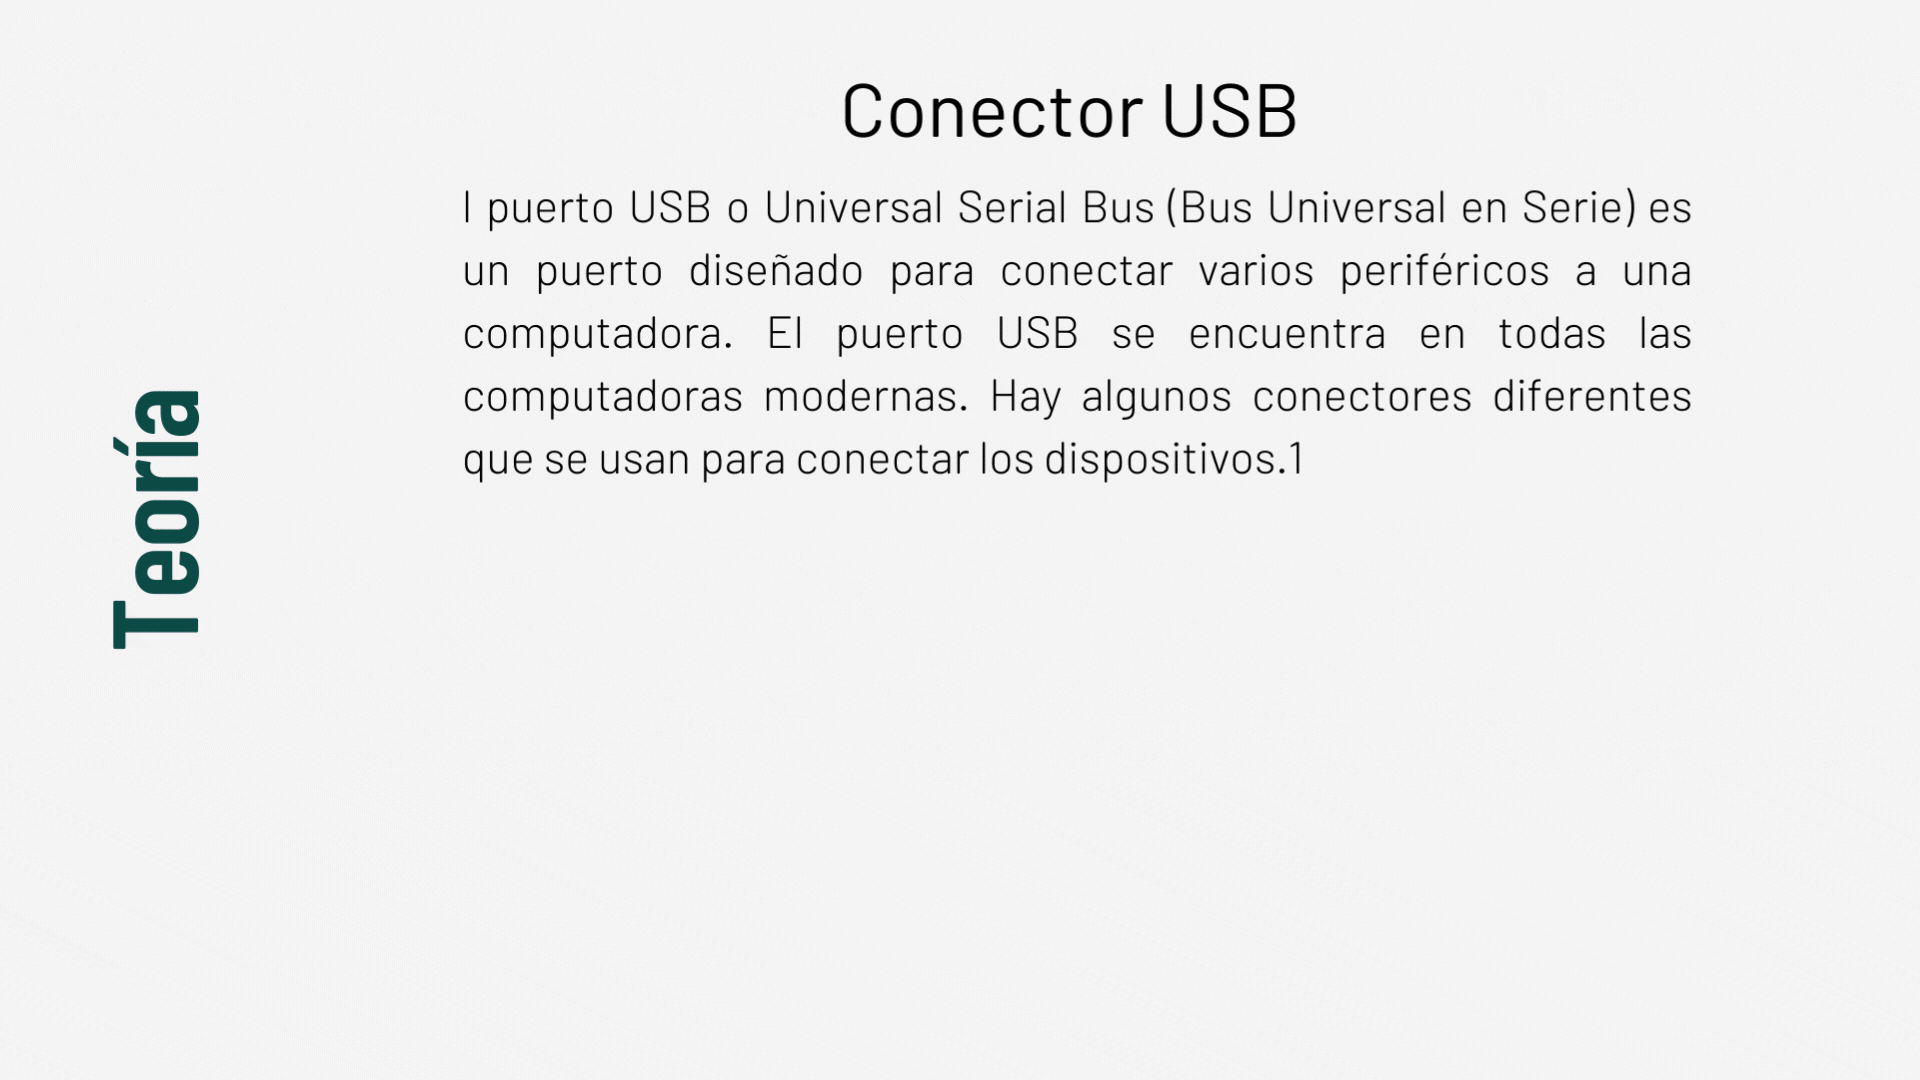 Conector USB
l puerto USB o Universal Serial Bus (Bus Universal en Serie) es
un puerto diseñado para conectar varios periféricos a una
computadora. El puerto USB se encuentra en todas las
computadoras modernas. Hay algunos conectores diferentes
que se usan para conectar los dispositivos.1
Teoría